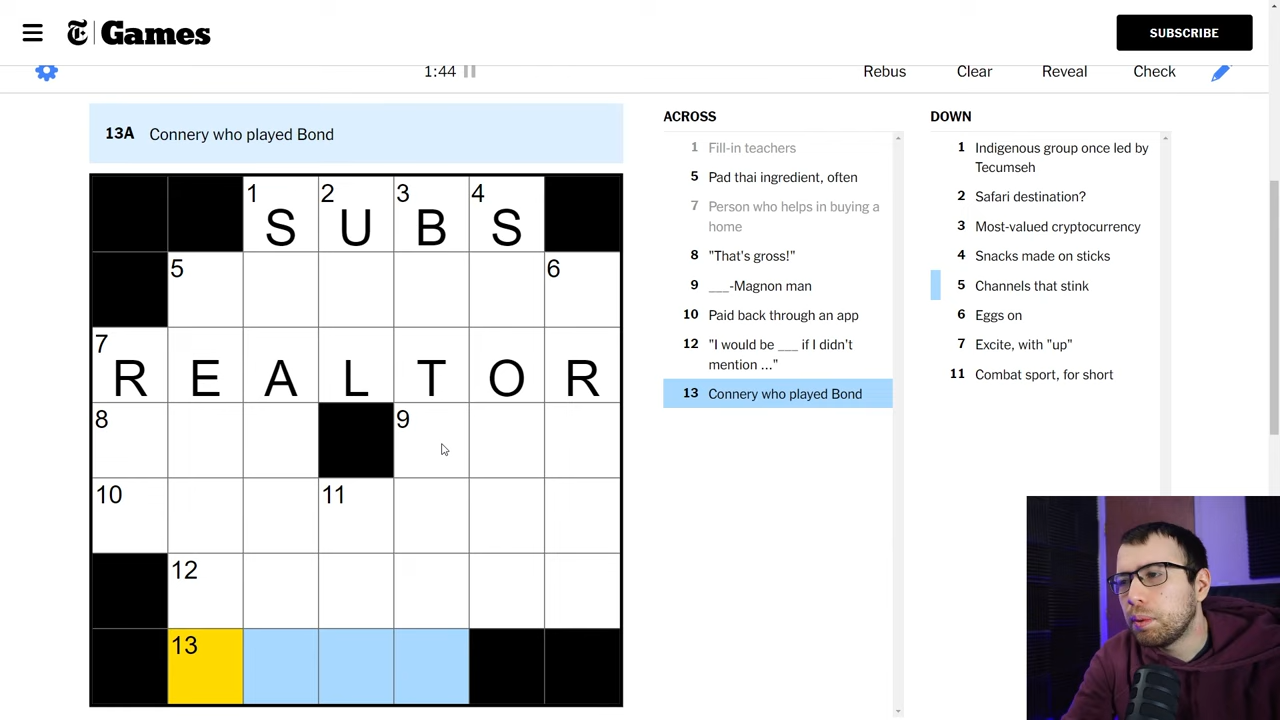 Games
SUBSCRIBE
1:44
Rebus
Clear
Reveal
Check
13A Connery who played Bond
1 S 2 U 3 B 4 S
5 6
7 R E A L T O R
8 9
10 11
12
13
ACROSS
1 Fill-in teachers
5 Pad thai ingredient, often
7 Person who helps in buying a
home
8 "That's gross!"
9 ___-Magnon man
10 Paid back through an app
12 "I would be ___ if I didn't
mention ..."
13 Connery who played Bond
DOWN
1 Indigenous group once led by
Tecumseh
2 Safari destination?
3 Most-valued cryptocurrency
4 Snacks made on sticks
5 Channels that stink
6 Eggs on
7 Excite, with "up"
11 Combat sport, for short